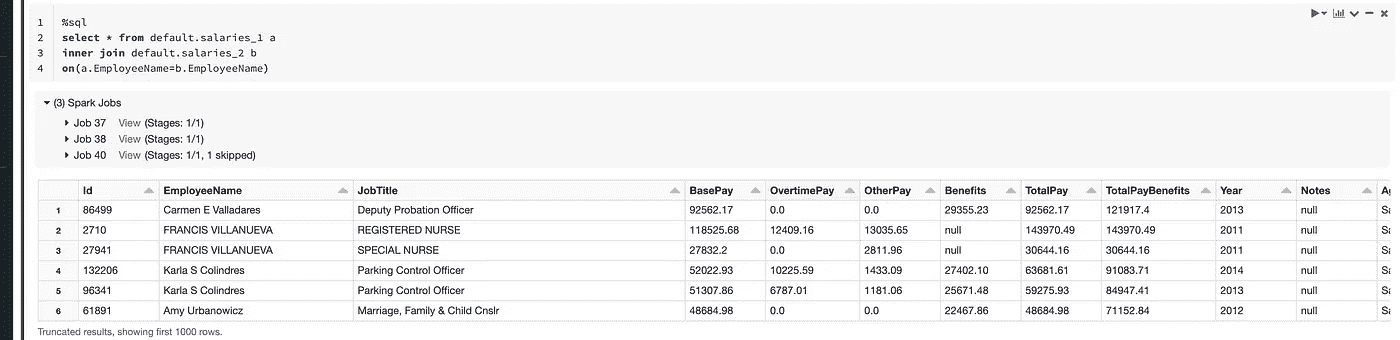 1 %sql
2 select * from default.salaries_1 a
3 inner join default.salaries_2 b
4 on(a.EmployeeName=b.EmployeeName)
(3) Spark Jobs
Job 37 View (Stages: 1/1)
Job 38 View (Stages: 1/1)
Job 40 View (Stages: 1/1, 1 skipped)
Id EmployeeName JobTitle BasePay OvertimePay OtherPay Benefits TotalPay TotalPayBenefits Year Notes
1 86499 Carmen E Valladares Deputy Probation Officer 92562.17 0.0 0.0 29355.23 92562.17 121917.4 2013 null
2 2710 FRANCIS VILLANUEVA REGISTERED NURSE 118525.68 12409.16 13035.65 null 143970.49 143970.49 2011 null
3 27941 FRANCIS VILLANUEVA SPECIAL NURSE 27832.2 0.0 2811.96 null 30644.16 30644.16 2011 null
4 132206 Karla S Colindres Parking Control Officer 52022.93 10225.59 1433.09 27402.10 63681.61 91083.71 2014 null
5 96341 Karla S Colindres Parking Control Officer 51307.86 6787.01 1181.06 25671.48 59275.93 84947.41 2013 null
6 61891 Amy Urbanowicz Marriage, Family & Child Cnslr 48684.98 0.0 0.0 22467.86 48684.98 71152.84 2012 null
Truncated results, showing first 1000 rows.